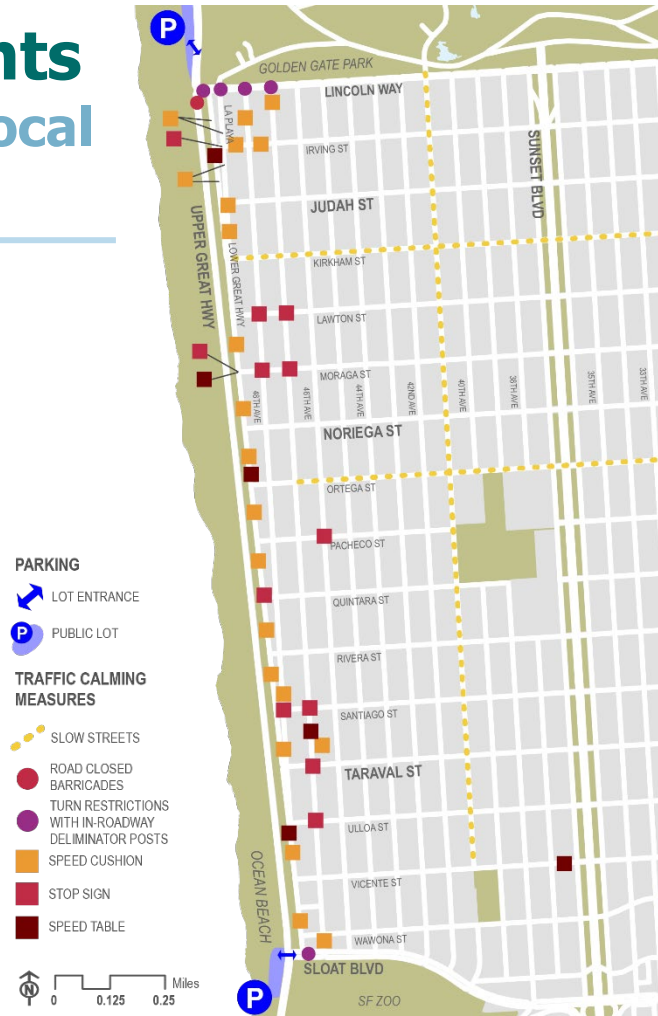 nts
ocal
P
GOLDEN GATE PARK
LINCOLN WAY
LA PLAYA
IRVING ST
SUNSET BLVD
JUDAH ST
UPPER GREAT HWY
LOWER GREAT HWY
KIRKHAM ST
LAWTON ST
MORAGA ST
48TH AVE
46TH AVE
44TH AVE
42ND AVE
40TH AVE
36TH AVE
35TH AVE
33TH AVE
NORIEGA ST
ORTEGA ST
PACHECO ST
QUINTARA ST
RIVERA ST
SANTIAGO ST
TARAVAL ST
ULLOA ST
VICENTE ST
OCEAN BEACH
WAWONA ST
SLOAT BLVD
P
SF ZOO
PARKING
LOT ENTRANCE
P PUBLIC LOT
TRAFFIC CALMING
MEASURES
SLOW STREETS
ROAD CLOSED
BARRICADES
TURN RESTRICTIONS
WITH IN-ROADWAY
DELIMINATOR POSTS
SPEED CUSHION
STOP SIGN
SPEED TABLE
N
Miles
0 0.125 0.25